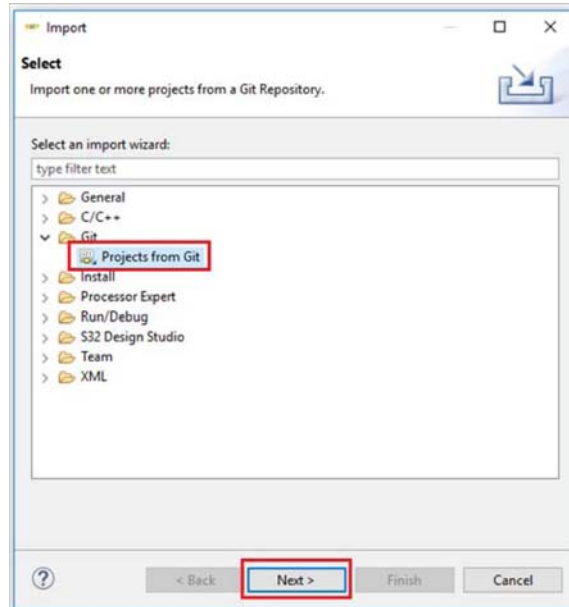 Import
Select
Import one or more projects from a Git Repository.
Select an import wizard:
type filter text
General
C/C++
Git
Projects from Git
Install
Processor Expert
Run/Debug
S32 Design Studio
Team
XML
? < Back Next > Finish Cancel